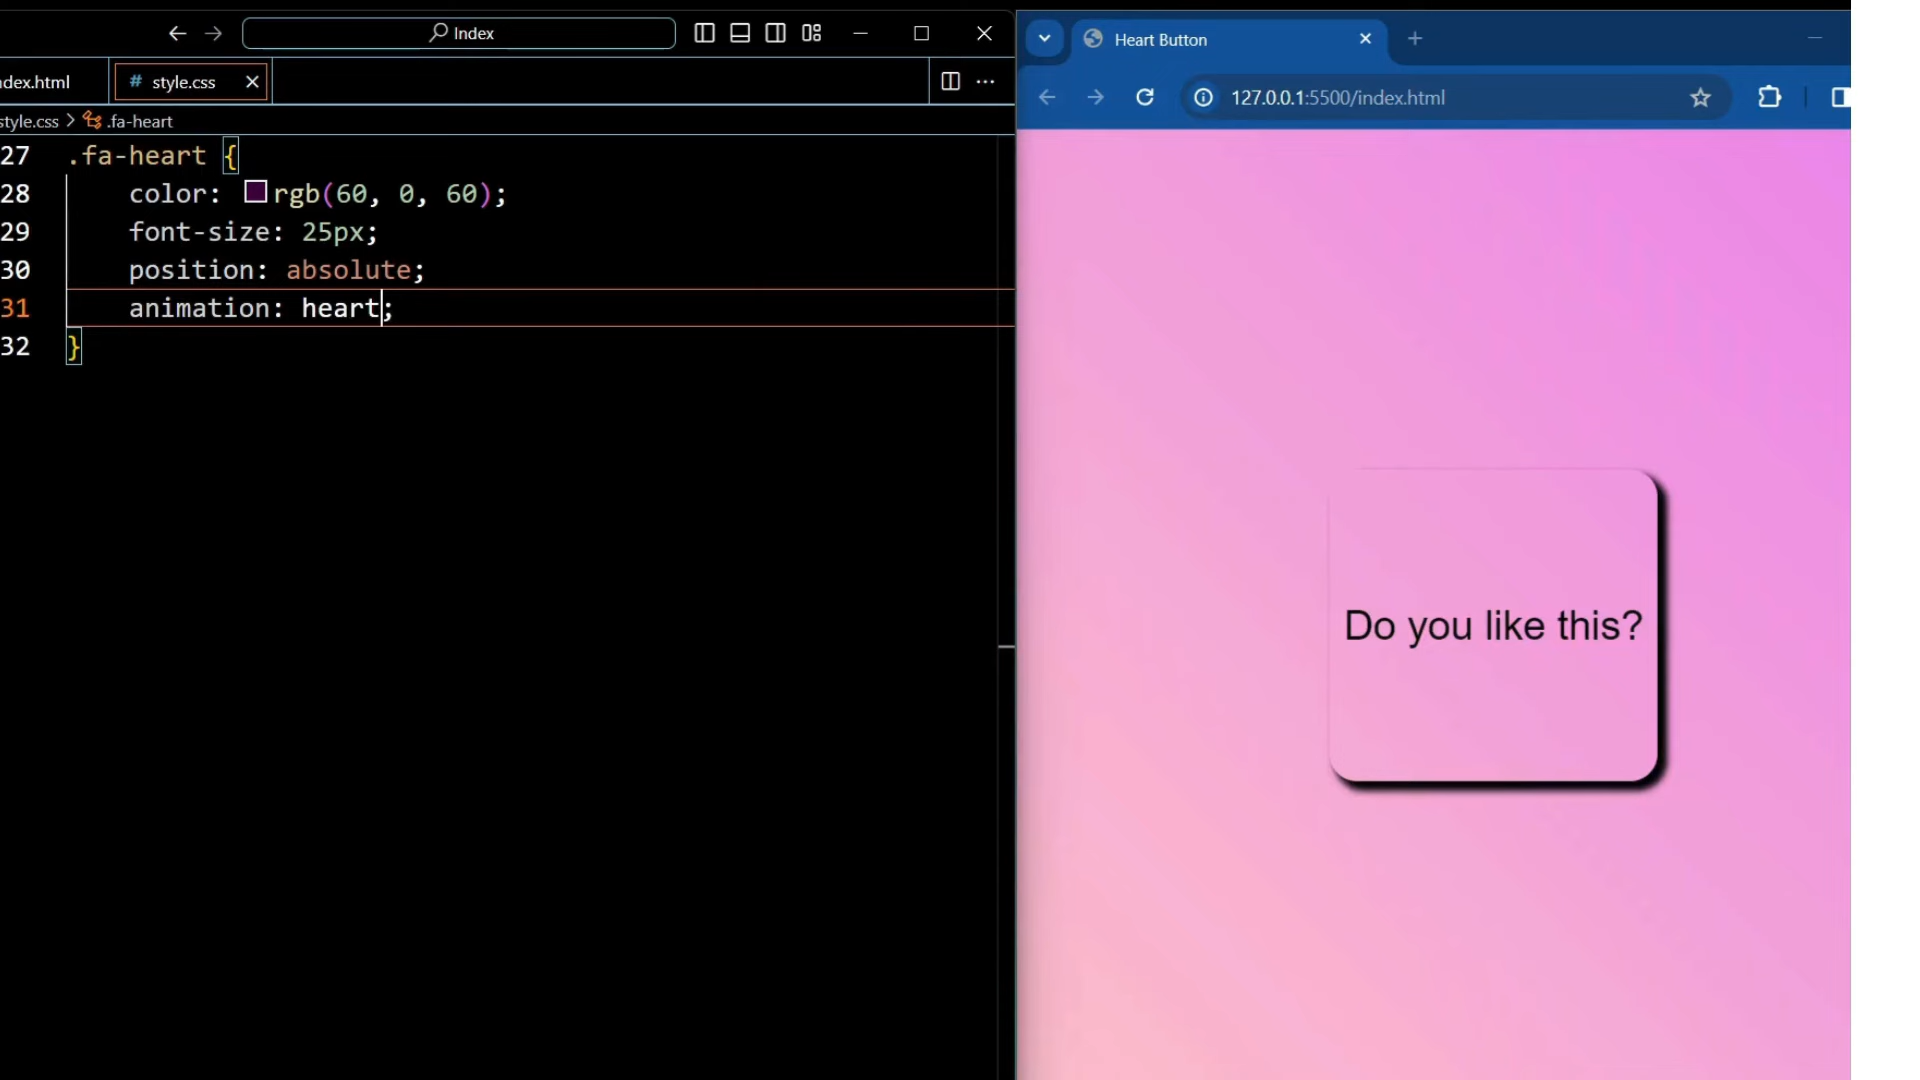 Index
ndex.html
# style.css
style.css > .fa-heart
27 .fa-heart {
28 color: rgb(60, 0, 60);
29 font-size: 25px;
30 position: absolute;
31 animation: heart;
32 }
Heart Button
127.0.0.1:5500/index.html
Do you like this?